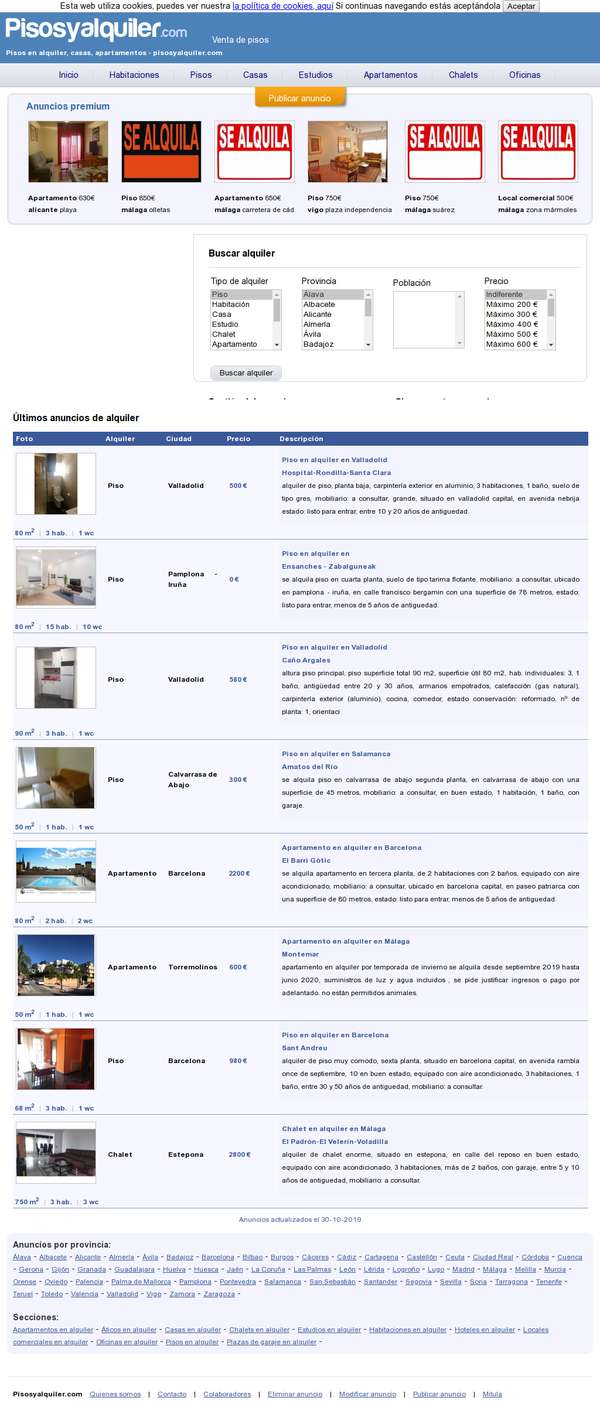 Esta web utiliza cookies, puedes ver nuestra la política de cookies, aquí Si continuas navegando estás aceptándola Aceptar
Pisosyalquiler.com
Venta de pisos
Pisos en alquiler, casas, apartamentos - pisosyalquiler.com
Inicio Habitaciones Pisos Casas Estudios Apartamentos Chalets Oficinas
Publicar anuncio
Anuncios premium
SE ALQUILA SE ALQUILA SE ALQUILA SE ALQUILA
Apartamento 630€ Piso 850€ Apartamento 650€ Piso 750€ Piso 750€ Local comercial 500€
alicante playa málaga olletas málaga carretera de cád vigo plaza independencia málaga suárez málaga zona mármoles
Buscar alquiler
Tipo de alquiler Provincia Población Precio
Piso Álava Indiferente
Habitación Albacete Máximo 200 €
Casa Alicante Máximo 300 €
Estudio Almería Máximo 400 €
Chalet Ávila Máximo 500 €
Apartamento Badajoz Máximo 600 €
Buscar alquiler
Últimos anuncios de alquiler
Foto Alquiler Ciudad Precio Descripción
Piso en alquiler en Valladolid
Hospital-Rondilla-Santa Clara
Piso Valladolid 500 € alquiler de piso, planta baja, carpintería exterior en aluminio, 3 habitaciones, 1 baño, suelo de
tipo gres, mobiliario: a consultar, grande, situado en valladolid capital, en avenida nebrija
estado: listo para entrar, entre 10 y 20 años de antiguedad.
80 m2 | 3 hab. | 1 wc
Piso en alquiler en
Ensanches - Zabalguneak
Piso Pamplona - Iruña 0 € se alquila piso en cuarta planta, suelo de tipo tarima flotante, mobiliario: a consultar, ubicado
en pamplona - iruña, en calle francisco bergamin con una superficie de 78 metros, estado:
listo para entrar, menos de 5 años de antiguedad.
80 m2 | 15 hab. | 10 wc
Piso en alquiler en Valladolid
Caño Argales
Piso Valladolid 580 € altura piso principal, piso superficie total 90 m2, superficie útil 80 m2, hab. individuales: 3, 1
baño, antigüedad entre 20 y 30 años, armarios empotrados, calefacción (gas natural),
carpintería exterior (aluminio), cocina, comedor, estado conservación: reformado, nº de
planta: 1, orientaci
90 m2 | 3 hab. | 1 wc
Piso en alquiler en Salamanca
Amatos del Río
Piso Calvarrasa de Abajo 300 € se alquila piso en calvarrasa de abajo segunda planta, en calvarrasa de abajo con una
superficie de 45 metros, mobiliario: a consultar, en buen estado, 1 habitación, 1 baño, con
garaje.
50 m2 | 1 hab. | 1 wc
Apartamento en alquiler en Barcelona
El Barri Gòtic
Apartamento Barcelona 2200 € se alquila apartamento en tercera planta, de 2 habitaciones con 2 baños, equipado con aire
acondicionado, mobiliario: a consultar, ubicado en barcelona capital, en paseo patriarca con
una superficie de 80 metros, estado: listo para entrar, menos de 5 años de antiguedad.
80 m2 | 2 hab. | 2 wc
Apartamento en alquiler en Málaga
Montemar
Apartamento Torremolinos 600 € apartamento en alquiler por temporada de invierno se alquila desde septiembre 2019 hasta
junio 2020, suministros de luz y agua incluidos , se pide justificar ingresos o pago por
adelantado. no están permitidos animales.
50 m2 | 1 hab. | 1 wc
Piso en alquiler en Barcelona
Sant Andreu
Piso Barcelona 980 € alquiler de piso muy comodo, sexta planta, situado en barcelona capital, en avenida rambla
once de septiembre, 10 en buen estado, equipado con aire acondicionado, 3 habitaciones, 1
baño, entre 30 y 50 años de antiguedad, mobiliario: a consultar.
68 m2 | 3 hab. | 1 wc
Chalet en alquiler en Málaga
El Padrón-El Velerín-Voladilla
Chalet Estepona 2800 € alquiler de chalet enorme, situado en estepona, en calle del reposo en buen estado,
equipado con aire acondicionado, 3 habitaciones, más de 2 baños, con garaje, entre 5 y 10
años de antiguedad, mobiliario: a consultar.
750 m2 | 3 hab. | 3 wc
Anuncios actualizados el 30-10-2019
Anuncios por provincia:
Álava - Albacete - Alicante - Almería - Ávila - Badajoz - Barcelona - Bilbao - Burgos - Cáceres - Cádiz - Cartagena - Castellón - Ceuta - Ciudad Real - Córdoba - Cuenca
- Gerona - Gijón - Granada - Guadalajara - Huelva - Huesca - Jaén - La Coruña - Las Palmas - León - Lérida - Logroño - Lugo - Madrid - Málaga - Melilla - Murcia -
Orense - Oviedo - Palencia - Palma de Mallorca - Pamplona - Pontevedra - Salamanca - San Sebastián - Santander - Segovia - Sevilla - Soria - Tarragona - Tenerife -
Teruel - Toledo - Valencia - Valladolid - Vigo - Zamora - Zaragoza -
Secciones:
Apartamentos en alquiler - Áticos en alquiler - Casas en alquiler - Chalets en alquiler - Estudios en alquiler - Habitaciones en alquiler - Hoteles en alquiler - Locales
comerciales en alquiler - Oficinas en alquiler - Pisos en alquiler - Plazas de garaje en alquiler -
Pisosyalquiler.com Quienes somos | Contacto | Colaboradores | Eliminar anuncio | Modificar anuncio | Publicar anuncio | Mitula